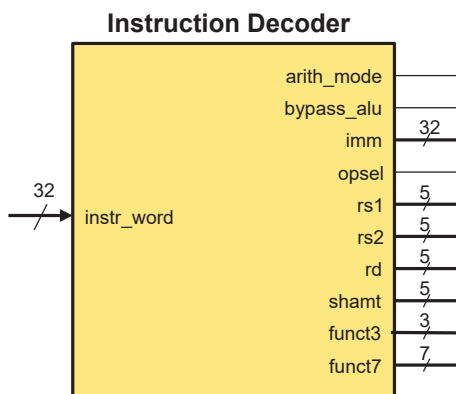 Instruction Decoder
arith_mode
bypass_alu
imm 32
opsel
32
instr_word
rs1 5
rs2 5
rd 5
shamt 5
funct3 3
funct7 7